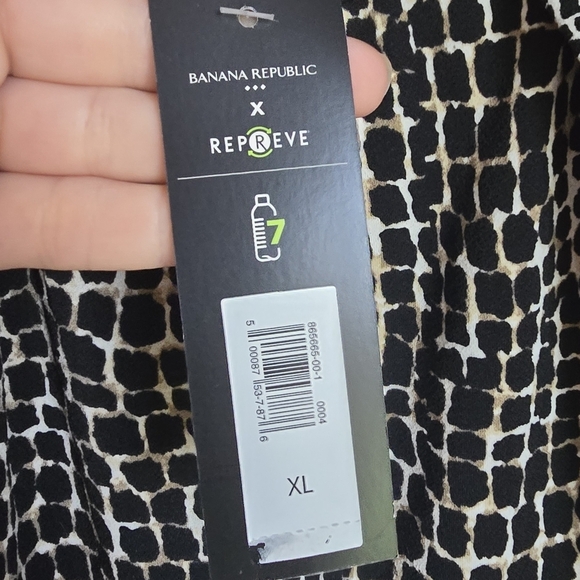 BANANA REPUBLIC
X
REPREVE
7
865665-00-1 0004
5 00087 53-7-87 6
XL